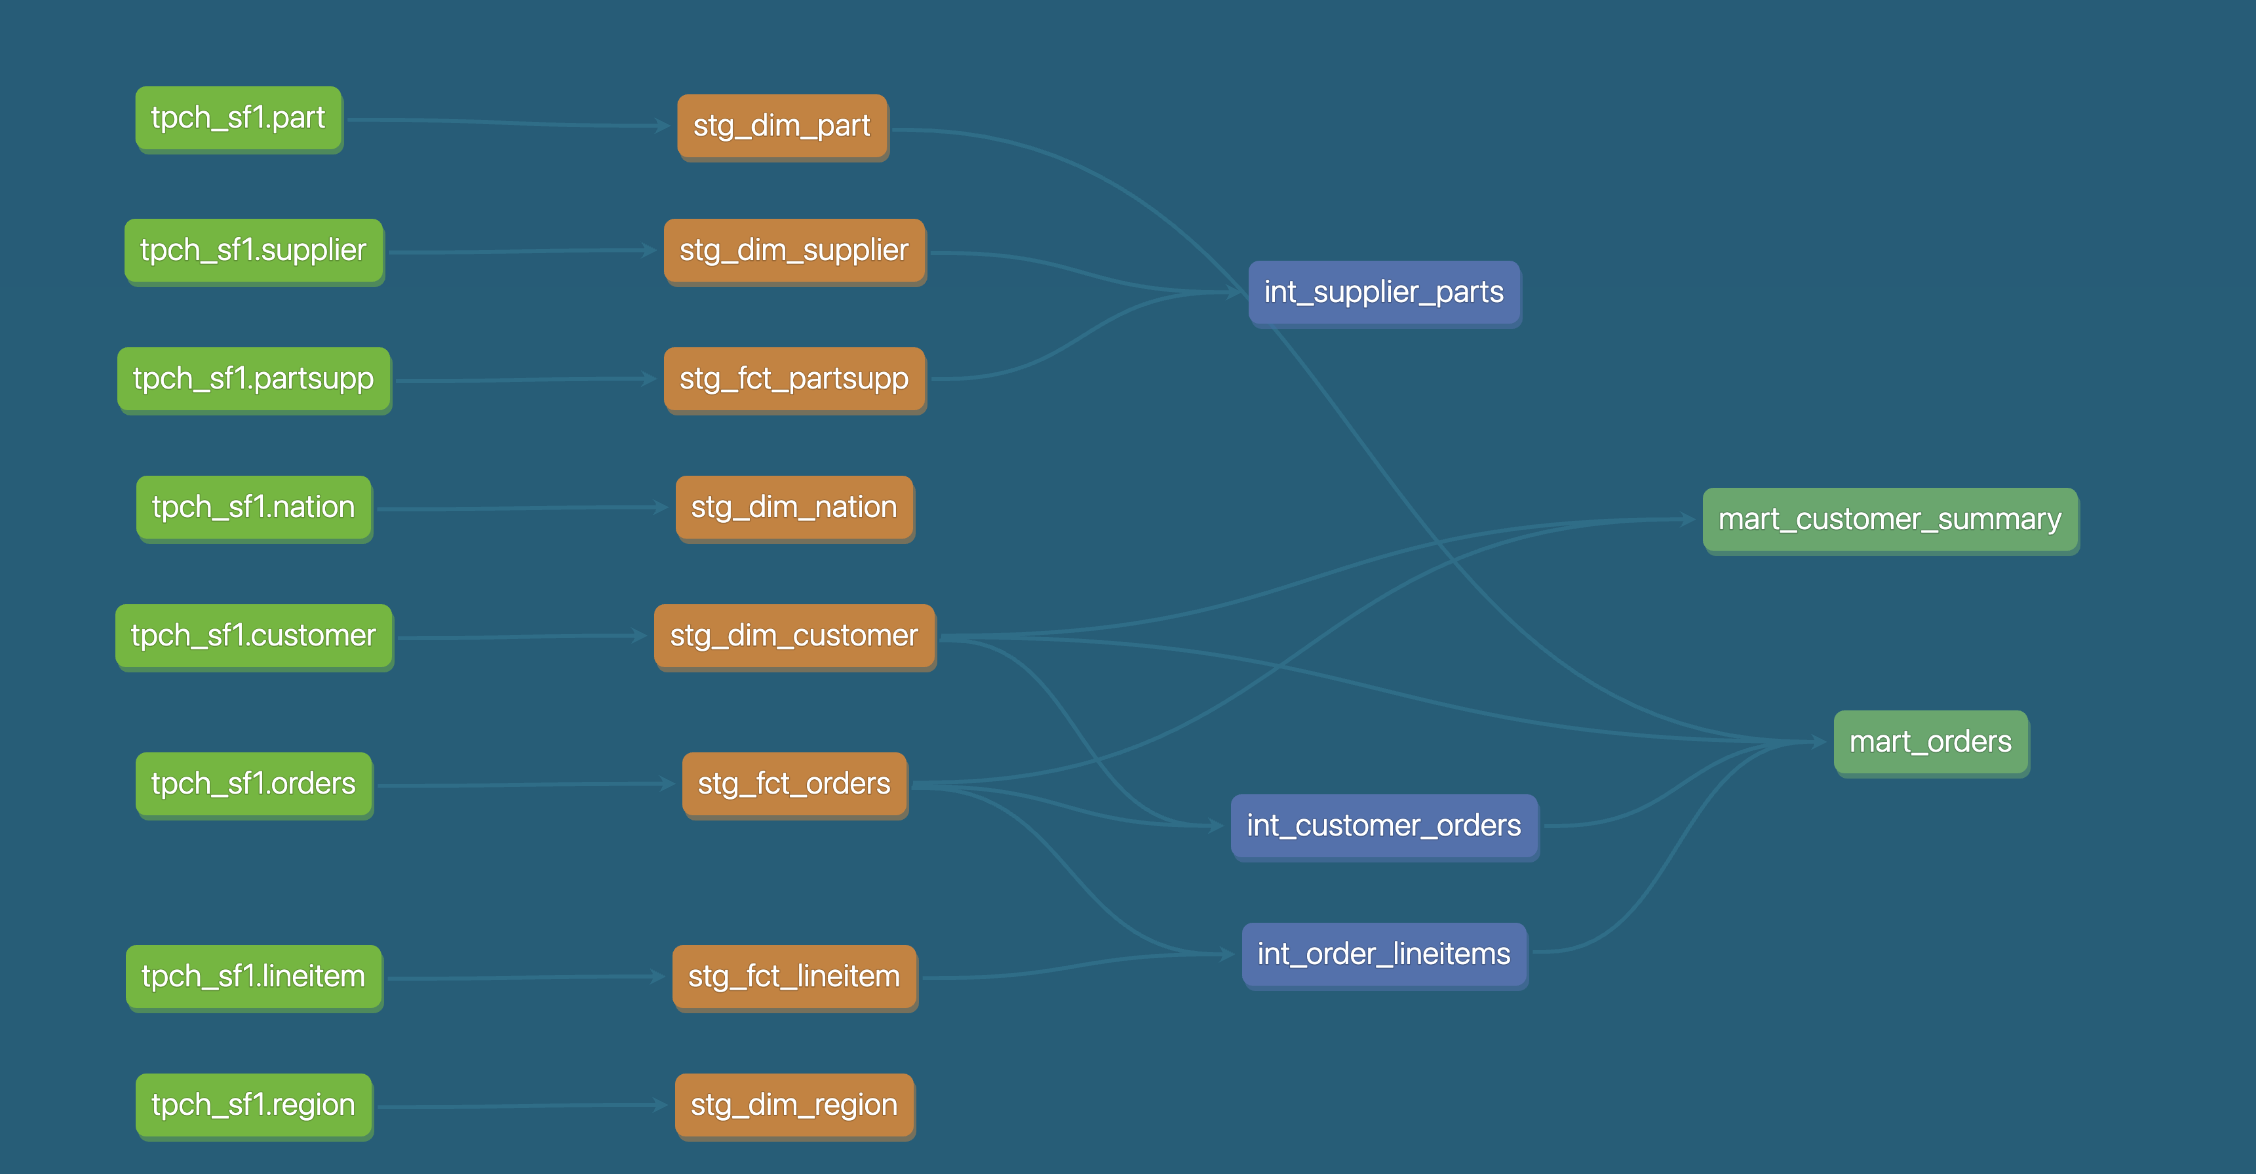 tpch_sf1.part
stg_dim_part
tpch_sf1.supplier
stg_dim_supplier
int_supplier_parts
tpch_sf1.partsupp
stg_fct_partsupp
tpch_sf1.nation
stg_dim_nation
mart_customer_summary
tpch_sf1.customer
stg_dim_customer
mart_orders
tpch_sf1.orders
stg_fct_orders
int_customer_orders
int_order_lineitems
tpch_sf1.lineitem
stg_fct_lineitem
tpch_sf1.region
stg_dim_region